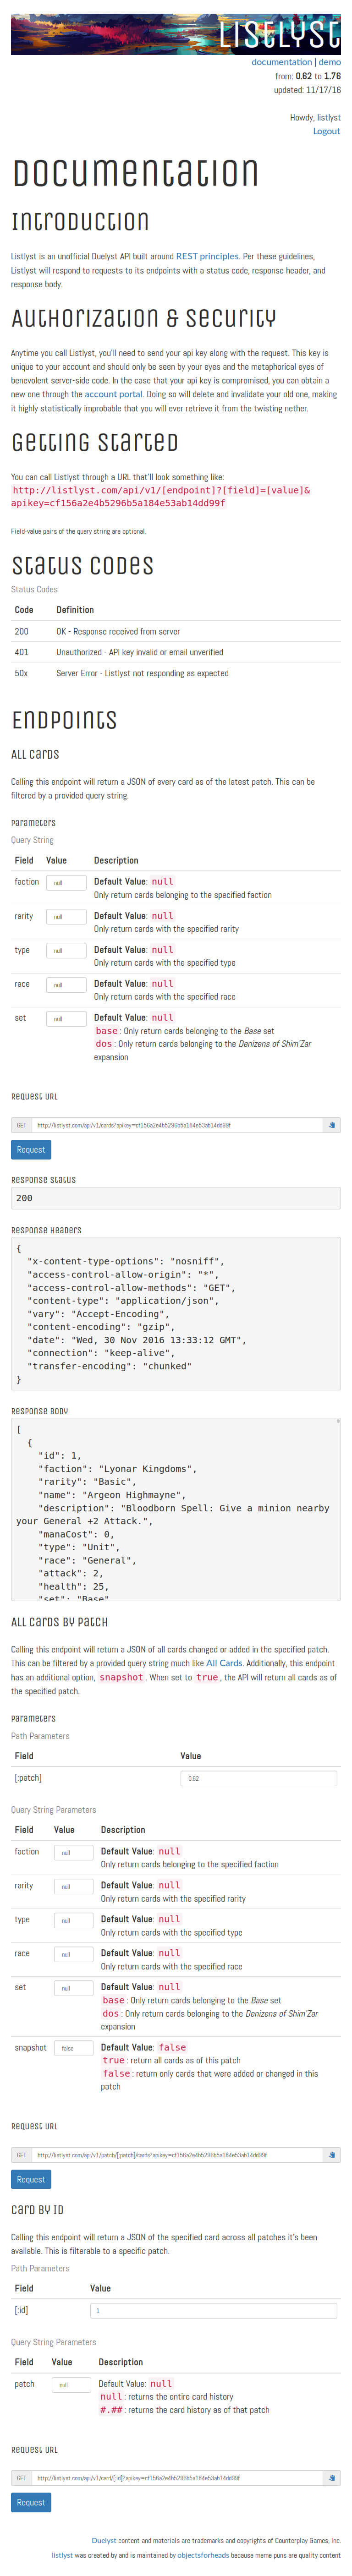 LISTLYST
documentation | demo
from: 0.62 to 1.76
updated: 11/17/16
Howdy, listlyst
Logout
Documentation
Introduction
Listlyst is an unofficial Duelyst API built around REST principles. Per these guidelines,
Listlyst will respond to requests to its endpoints with a status code, response header, and
response body.
Authorization & Security
Anytime you call Listlyst, you'll need to send your api key along with the request. This key is
unique to your account and should only be seen by your eyes and the metaphorical eyes of
benevolent server-side code. In the case that your api key is compromised, you can obtain a
new one through the account portal. Doing so will delete and invalidate your old one, making
it highly statistically improbable that you will ever retrieve it from the twisting nether.
Getting Started
You can call Listlyst through a URL that'll look something like:
http://listlyst.com/api/v1/[endpoint]?[field]=[value]&
apikey=cf156a2e4b5296b5a184e53ab14dd99f
Field-value pairs of the query string are optional.
Status Codes
Status Codes
Code Definition
200 OK - Response received from server
401 Unauthorized - API key invalid or email unverified
50x Server Error - Listlyst not responding as expected
Endpoints
All Cards
Calling this endpoint will return a JSON of every card as of the latest patch. This can be
filtered by a provided query string.
Parameters
Query String
Field Value Description
faction null Default Value: null
Only return cards belonging to the specified faction
rarity null Default Value: null
Only return cards with the specified rarity
type null Default Value: null
Only return cards with the specified type
race null Default Value: null
Only return cards with the specified race
set null Default Value: null
base: Only return cards belonging to the Base set
dos: Only return cards belonging to the Denizens of Shim'Zar
expansion
Request URL
GET http://listlyst.com/api/v1/cards?apikey=cf156a2e4b5296b5a184e53ab14dd99f
Request
Response Status
200
Response Headers
{
"x-content-type-options": "nosniff",
"access-control-allow-origin": "*",
"access-control-allow-methods": "GET",
"content-type": "application/json",
"vary": "Accept-Encoding",
"content-encoding": "gzip",
"date": "Wed, 30 Nov 2016 13:33:12 GMT",
"connection": "keep-alive",
"transfer-encoding": "chunked"
}
Response Body
[
{
"id": 1,
"faction": "Lyonar Kingdoms",
"rarity": "Basic",
"name": "Argeon Highmayne",
"description": "Bloodborn Spell: Give a minion nearby
your General +2 Attack.",
"manaCost": 0,
"type": "Unit",
"race": "General",
"attack": 2,
"health": 25,
"set": "Base"
All Cards by Patch
Calling this endpoint will return a JSON of all cards changed or added in the specified patch.
This can be filtered by a provided query string much like All Cards. Additionally, this endpoint
has an additional option, snapshot. When set to true, the API will return all cards as of
the specified patch.
Parameters
Path Parameters
Field Value
[:patch] 0.62
Query String Parameters
Field Value Description
faction null Default Value: null
Only return cards belonging to the specified faction
rarity null Default Value: null
Only return cards with the specified rarity
type null Default Value: null
Only return cards with the specified type
race null Default Value: null
Only return cards with the specified race
set null Default Value: null
base: Only return cards belonging to the Base set
dos: Only return cards belonging to the Denizens of Shim'Zar
expansion
snapshot false Default Value: false
true: return all cards as of this patch
false: return only cards that were added or changed in this
patch
Request URL
GET http://listlyst.com/api/v1/patch/[:patch]/cards?apikey=cf156a2e4b5296b5a184e53ab14dd99f
Request
Card by ID
Calling this endpoint will return a JSON of the specified card across all patches it's been
available. This is filterable to a specific patch.
Path Parameters
Field Value
[:id] 1
Query String Parameters
Field Value Description
patch null Default Value: null
null: returns the entire card history
#.##: returns the card history as of that patch
Request URL
GET http://listlyst.com/api/v1/card/[:id]?apikey=cf156a2e4b5296b5a184e53ab14dd99f
Request
Duelyst content and materials are trademarks and copyrights of Counterplay Games, Inc.
listlyst was created by and is maintained by objectsforheads because meme puns are quality content